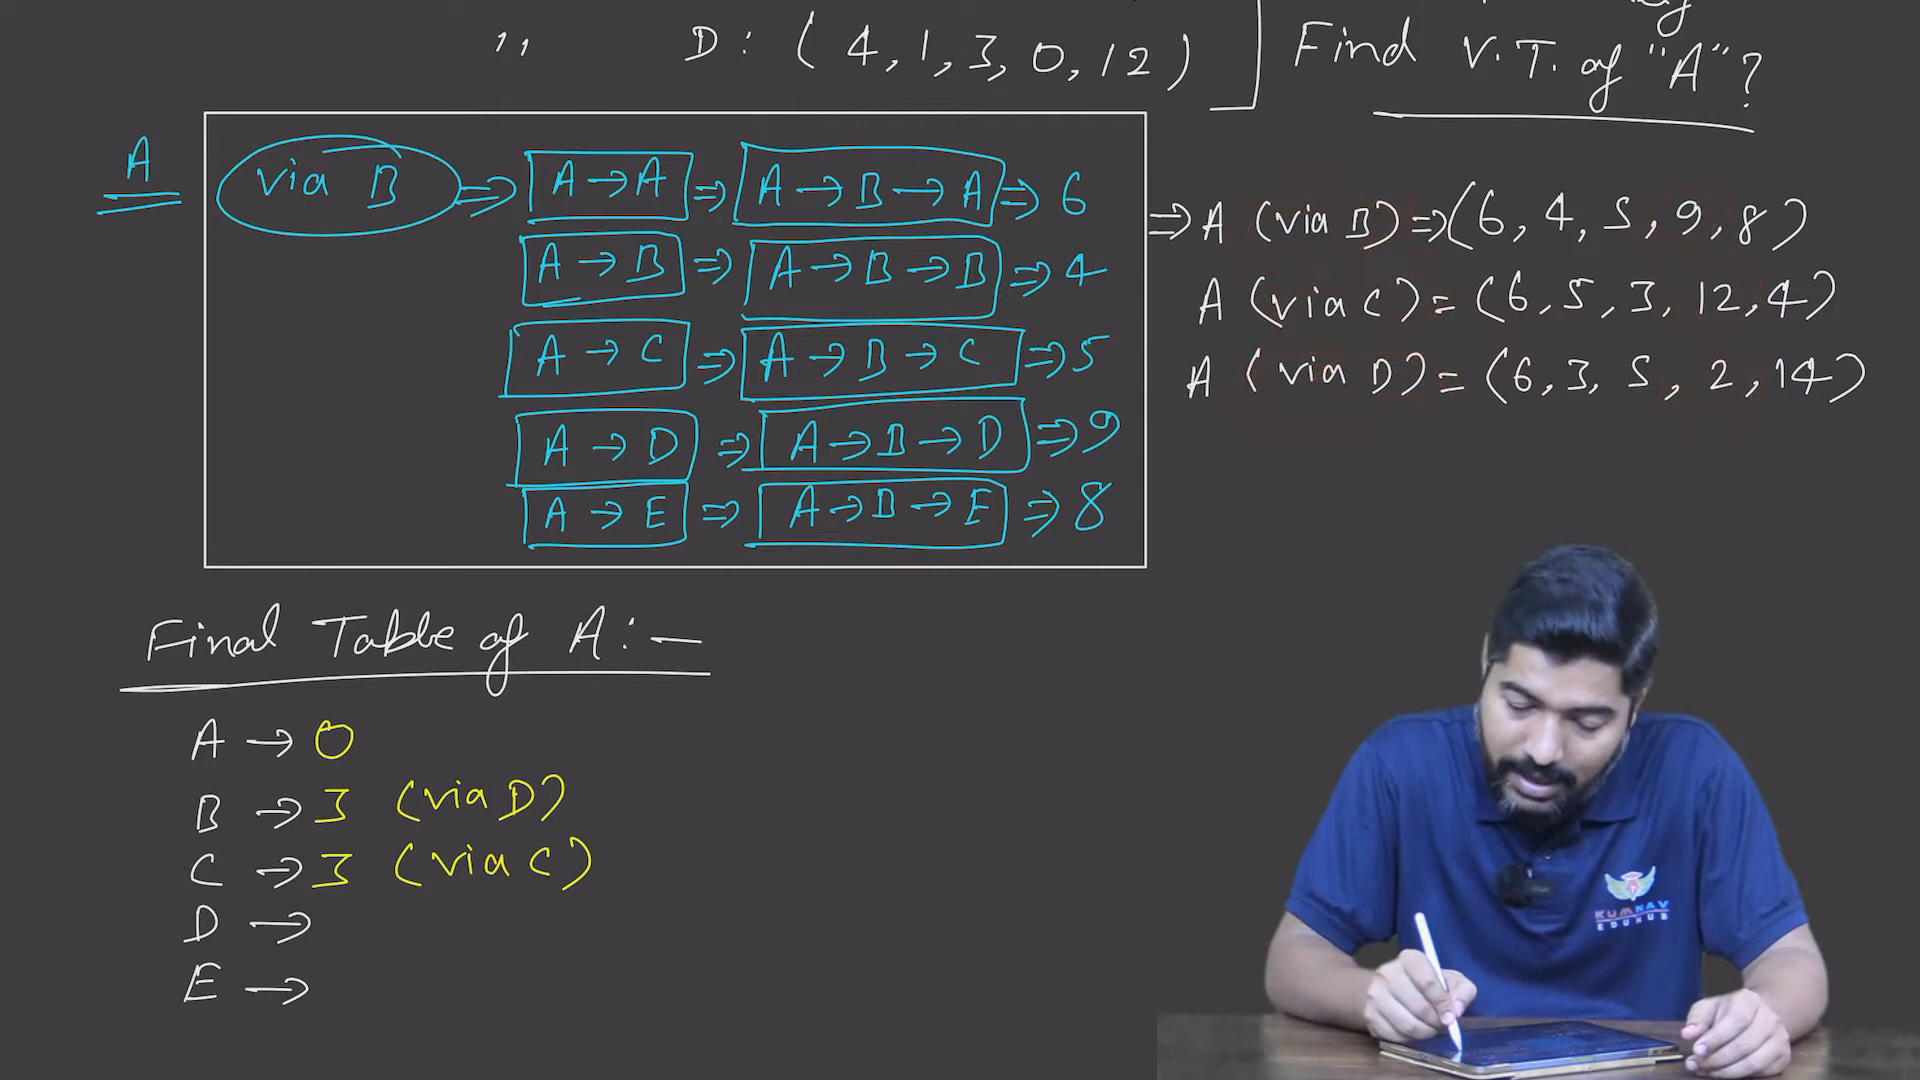 ,, D: (4,1,3,0,12) ] Find V.T. of "A"?
A via B ⇒ A→A ⇒ A→B→A ⇒ 6
A→B ⇒ A→B→B ⇒ 4
A→C ⇒ A→B→C ⇒ 5
A→D ⇒ A→B→D ⇒ 9
A→E ⇒ A→B→E ⇒ 8
⇒ A (via B) ⇒ (6, 4, 5, 9, 8)
A (via C) = (6, 5, 3, 12, 4)
A (via D) = (6, 3, 5, 2, 14)
Final Table of A:-
A → 0
B → 3 (via D)
C → 3 (via C)
D →
E →
KUMNAV
EDUHUB